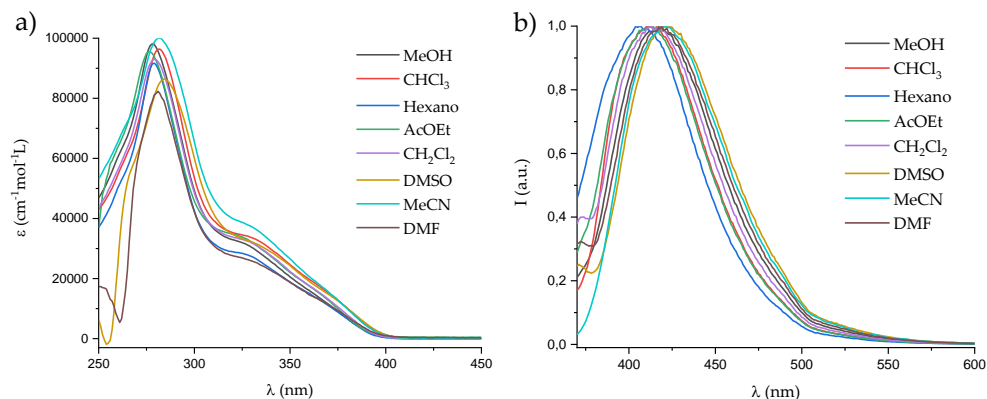 a)
ε (cm⁻¹mol⁻¹L)
100000
80000
60000
40000
20000
0
250 300 350 400 450
λ (nm)
MeOH
CHCl₃
Hexano
AcOEt
CH₂Cl₂
DMSO
MeCN
DMF
b)
I (a.u.)
1,0
0,8
0,6
0,4
0,2
0,0
400 450 500 550 600
λ (nm)
MeOH
CHCl₃
Hexano
AcOEt
CH₂Cl₂
DMSO
MeCN
DMF